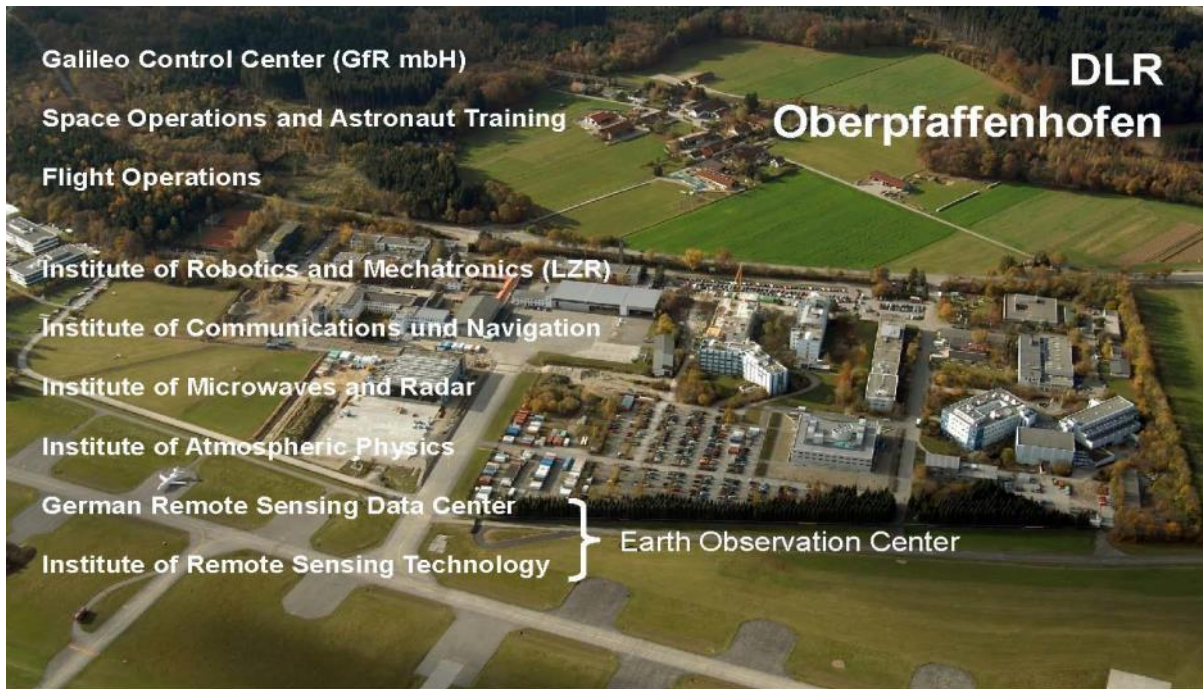 Galileo Control Center (GfR mbH)
Space Operations and Astronaut Training
Flight Operations
DLR
Oberpfaffenhofen
Institute of Robotics and Mechatronics (LZR)
Institute of Communications und Navigation
Institute of Microwaves and Radar
Institute of Atmospheric Physics
German Remote Sensing Data Center
Institute of Remote Sensing Technology
Earth Observation Center